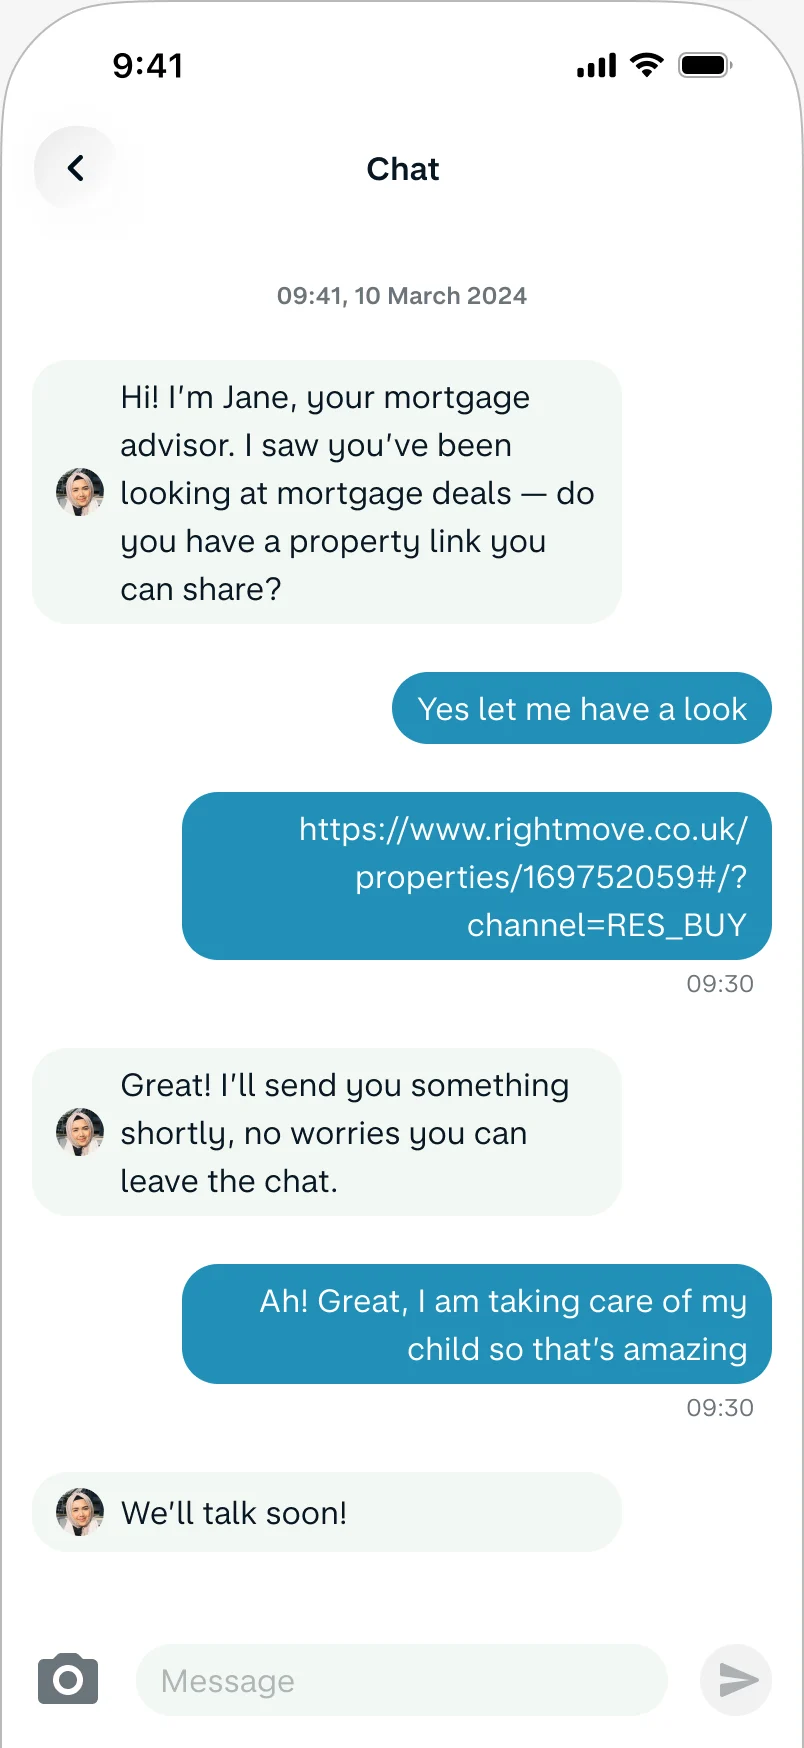 9:41
Chat
09:41, 10 March 2024
Hi! I’m Jane, your mortgage
advisor. I saw you’ve been
looking at mortgage deals — do
you have a property link you
can share?
Yes let me have a look
https://www.rightmove.co.uk/
properties/169752059#/?
channel=RES_BUY
09:30
Great! I’ll send you something
shortly, no worries you can
leave the chat.
Ah! Great, I am taking care of my
child so that’s amazing
09:30
We’ll talk soon!
Message